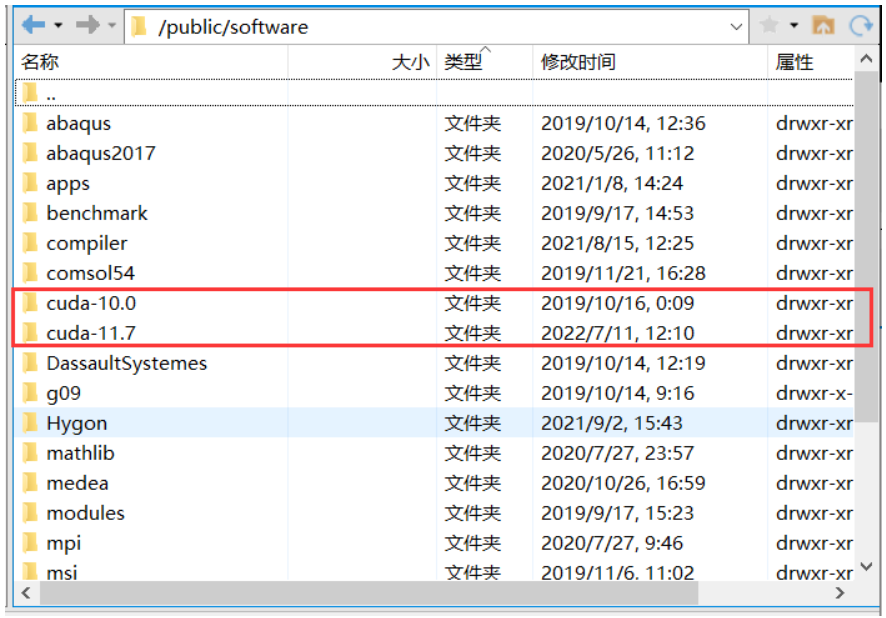 /public/software
名称 大小 类型 修改时间 属性
..
abaqus 文件夹 2019/10/14, 12:36 drwxr-xr
abaqus2017 文件夹 2020/5/26, 11:12 drwxr-xr
apps 文件夹 2021/1/8, 14:24 drwxr-xr
benchmark 文件夹 2019/9/17, 14:53 drwxr-xr
compiler 文件夹 2021/8/15, 12:25 drwxr-xr
comsol54 文件夹 2019/11/21, 16:28 drwxr-xr
cuda-10.0 文件夹 2019/10/16, 0:09 drwxr-xr
cuda-11.7 文件夹 2022/7/11, 12:10 drwxr-xr
DassaultSystemes 文件夹 2019/10/14, 12:19 drwxr-xr
g09 文件夹 2019/10/14, 9:16 drwxr-x-
Hygon 文件夹 2021/9/2, 15:43 drwxr-xr
mathlib 文件夹 2020/7/27, 23:57 drwxr-xr
medea 文件夹 2020/10/26, 16:59 drwxr-xr
modules 文件夹 2019/9/17, 15:23 drwxr-xr
mpi 文件夹 2020/7/27, 9:46 drwxr-xr
msi 文件夹 2019/11/6, 11:02 drwxr-xr